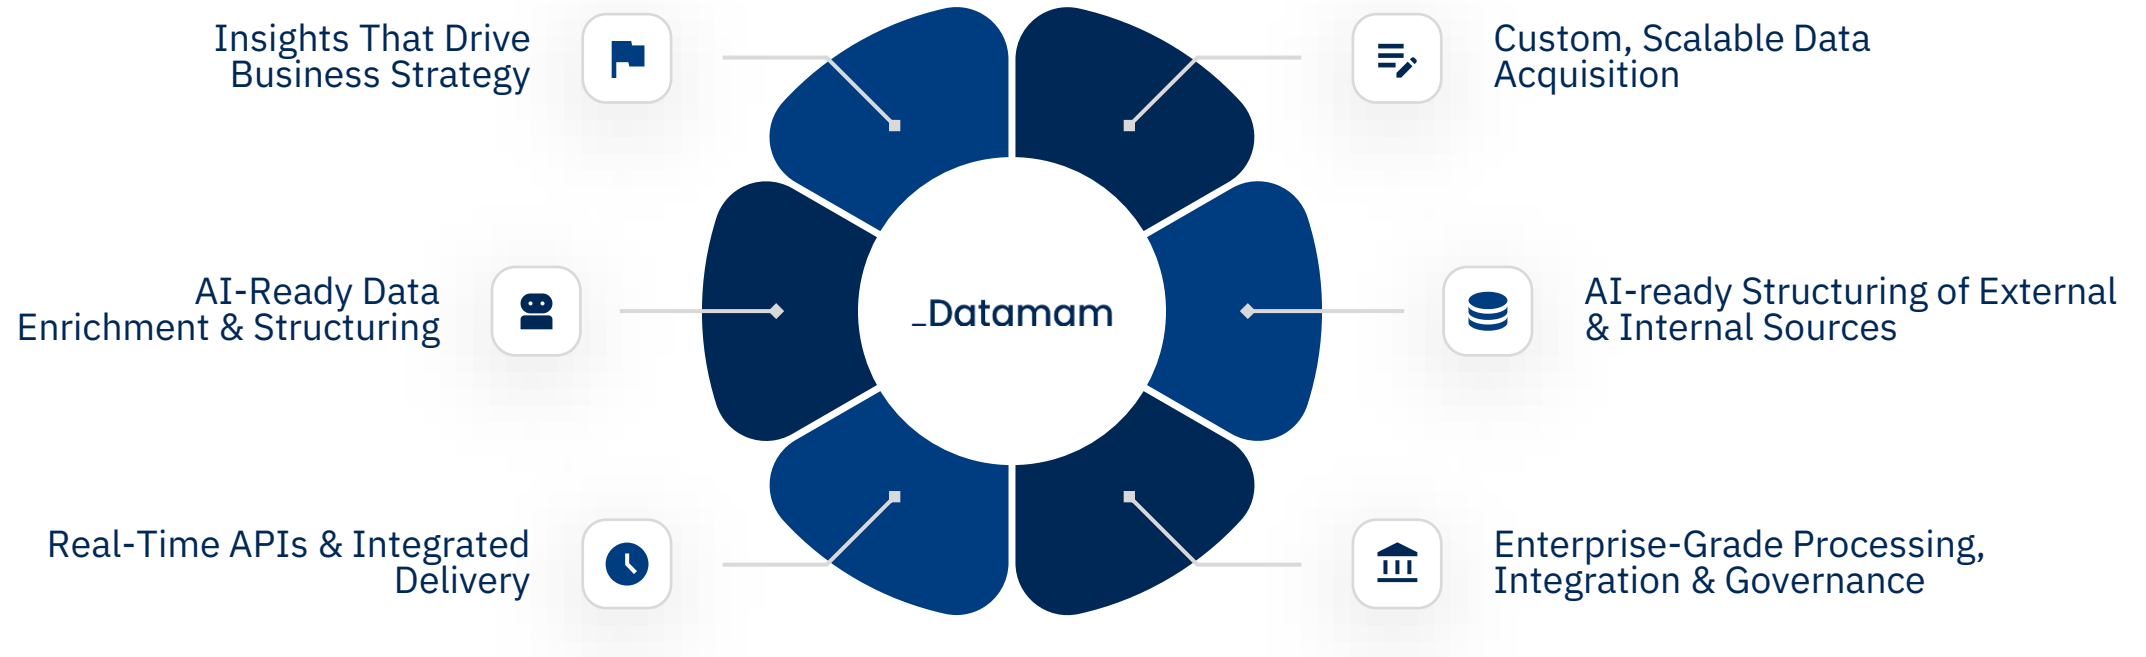 Insights That Drive
Business Strategy
Custom, Scalable Data
Acquisition
AI-Ready Data
Enrichment & Structuring
_Datamam
AI-ready Structuring of External
& Internal Sources
Real-Time APIs & Integrated
Delivery
Enterprise-Grade Processing,
Integration & Governance